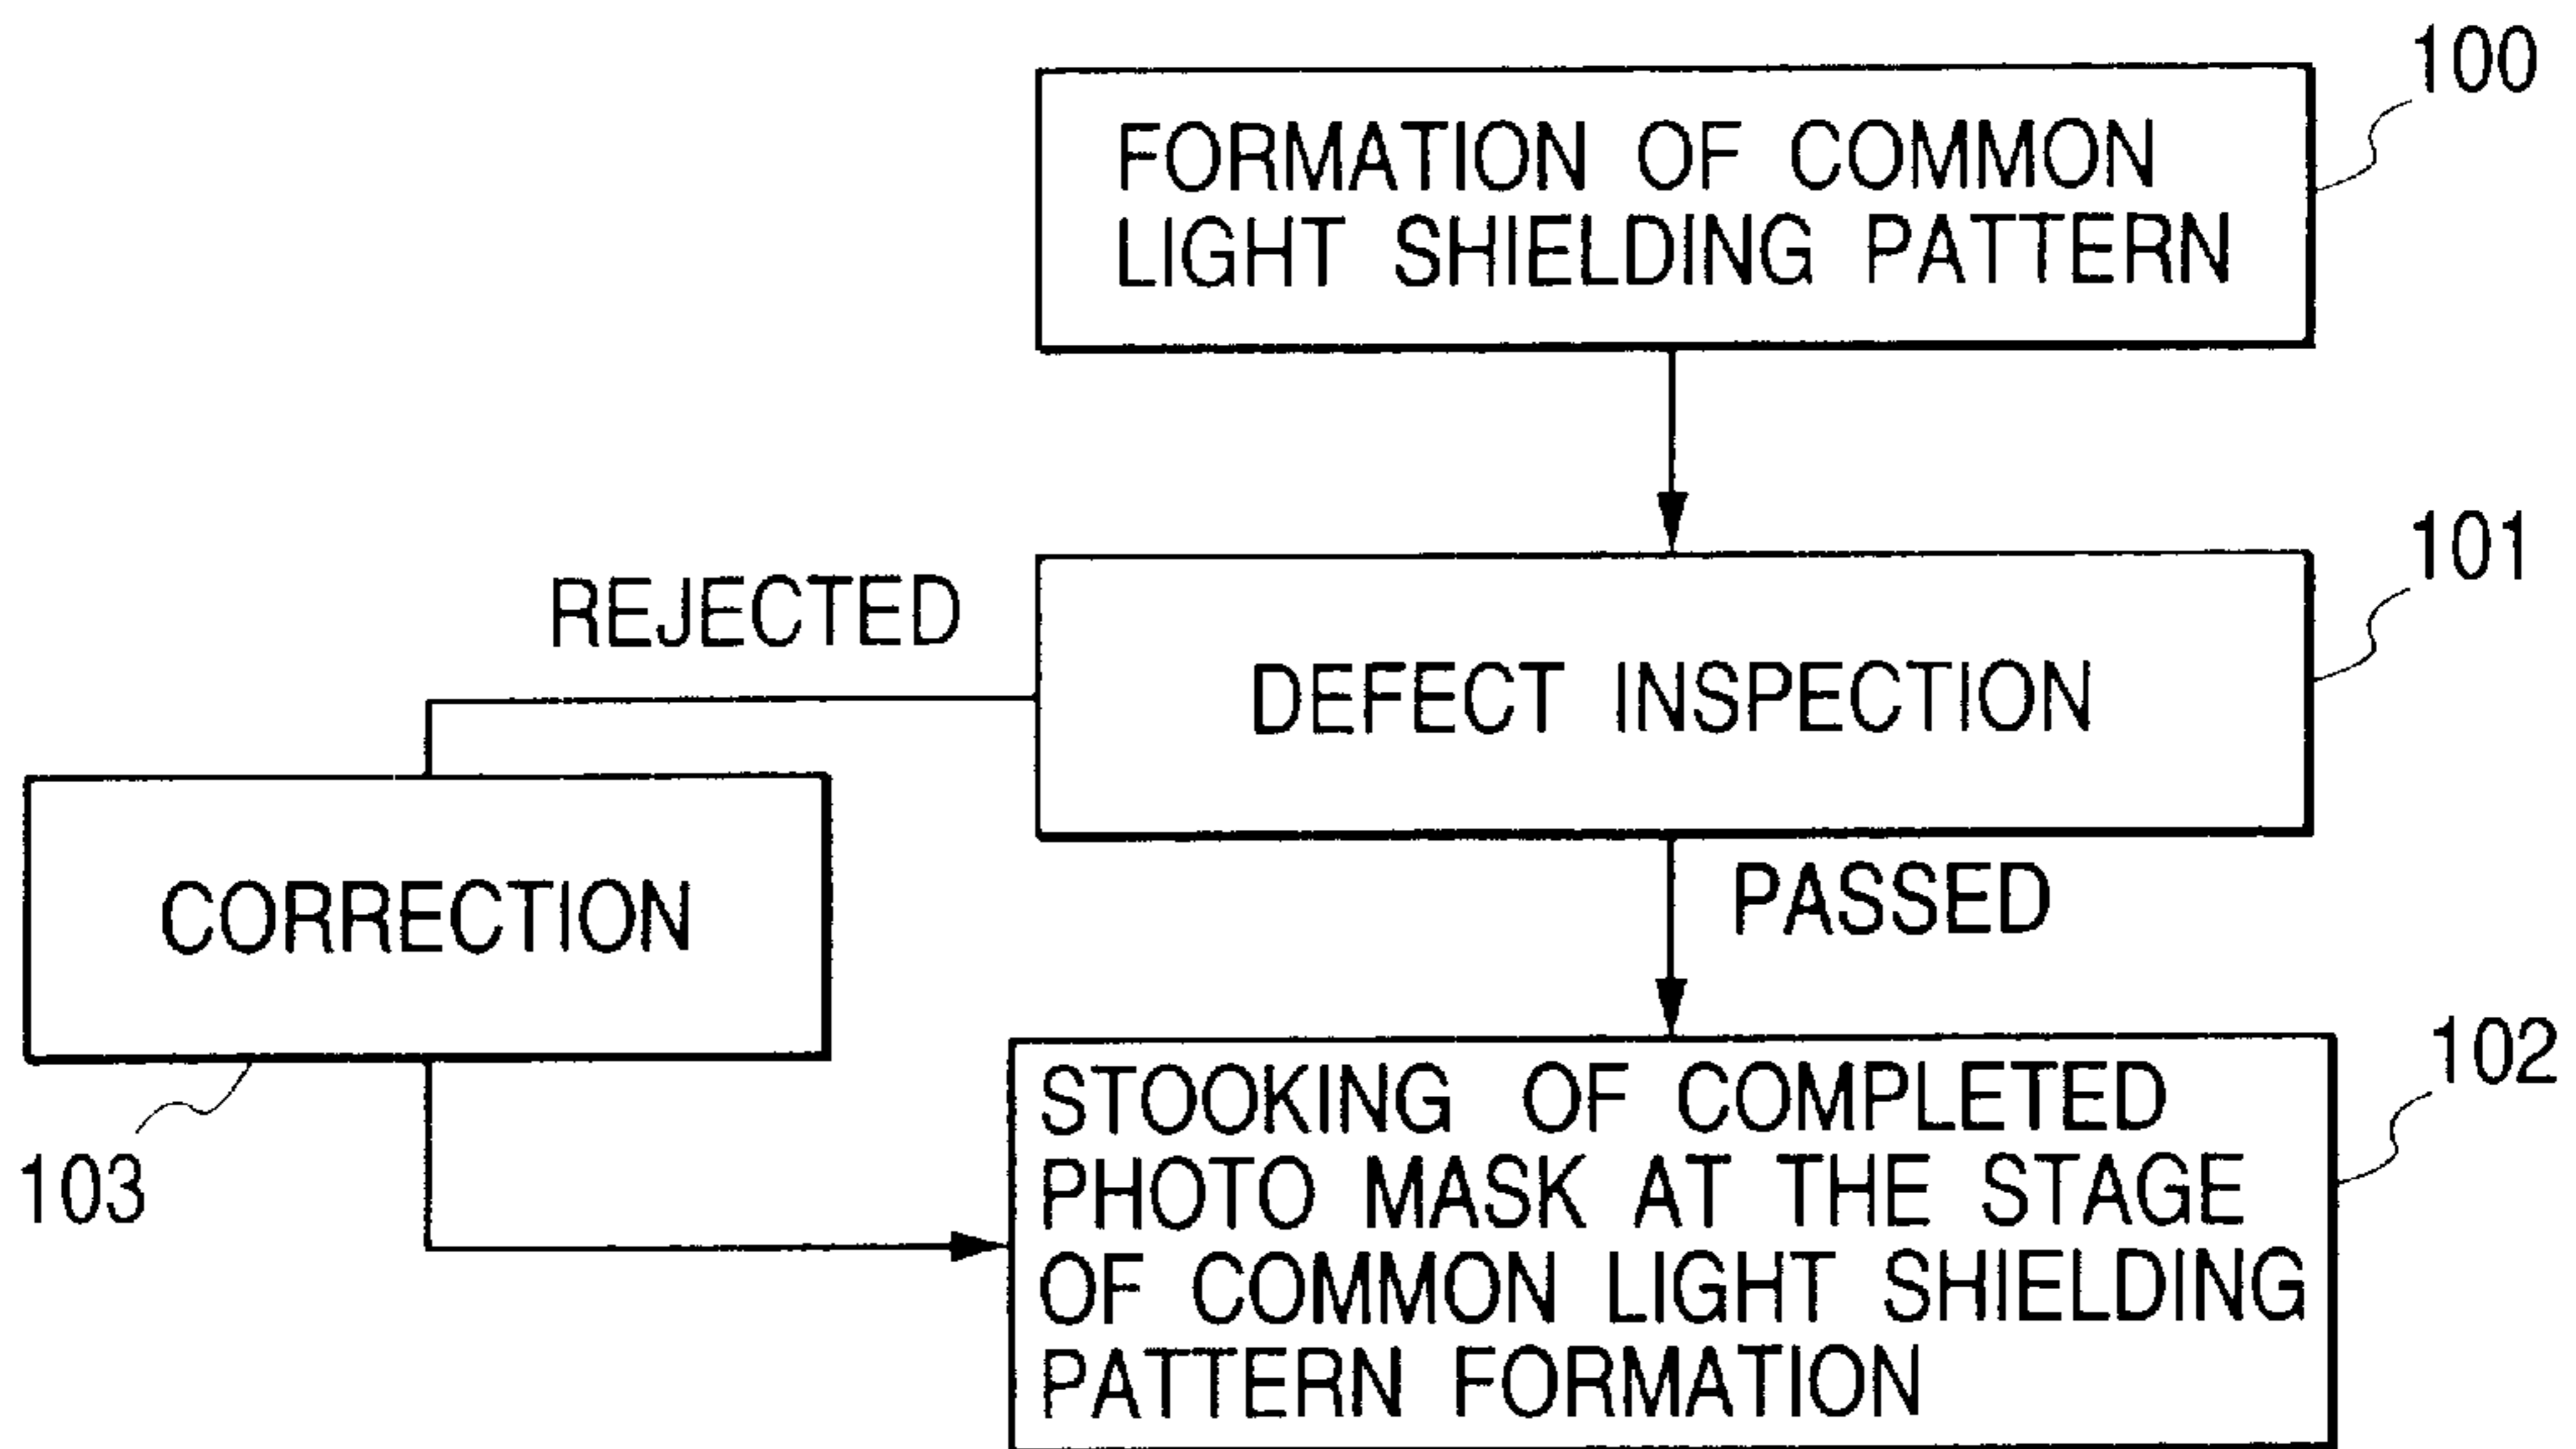 100
FORMATION OF COMMON
LIGHT SHIELDING PATTERN
101
REJECTED
DEFECT INSPECTION
PASSED
CORRECTION
103
102
STOOKING OF COMPLETED
PHOTO MASK AT THE STAGE
OF COMMON LIGHT SHIELDING
PATTERN FORMATION